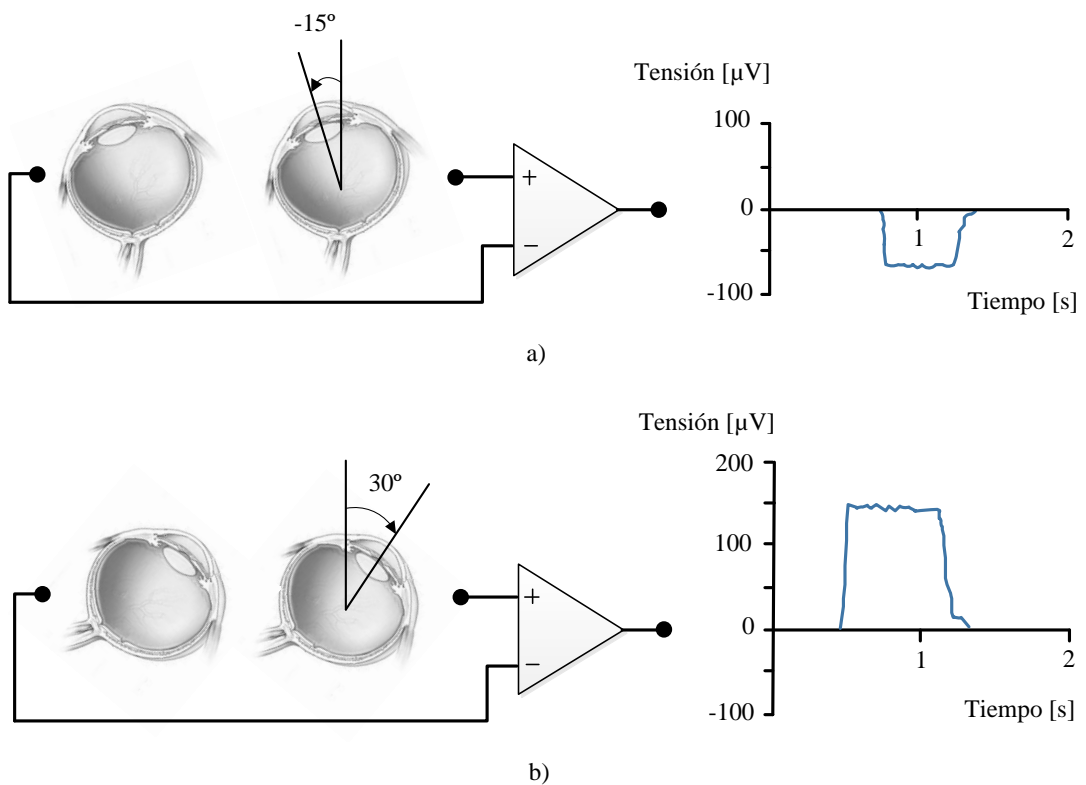 -15º
Tensión [µV]
100
0
-100
1
2
Tiempo [s]
+
−
a)
30º
Tensión [µV]
200
100
0
-100
1
2
Tiempo [s]
+
−
b)